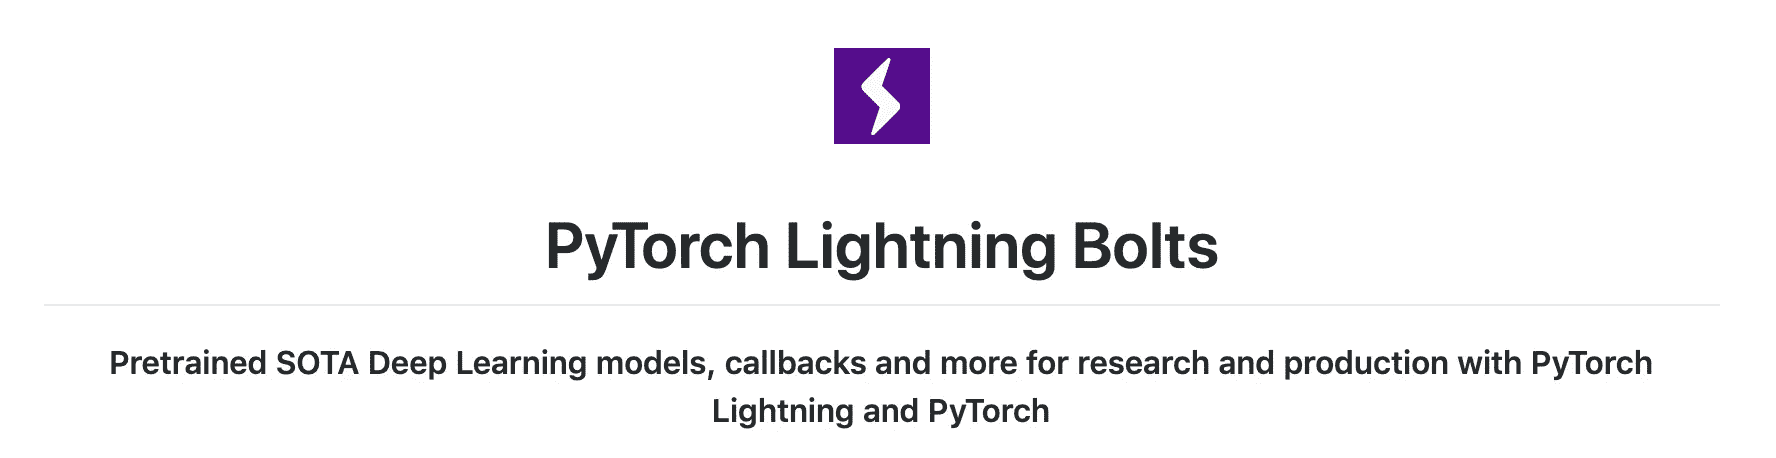 PyTorch Lightning Bolts
Pretrained SOTA Deep Learning models, callbacks and more for research and production with PyTorch
Lightning and PyTorch